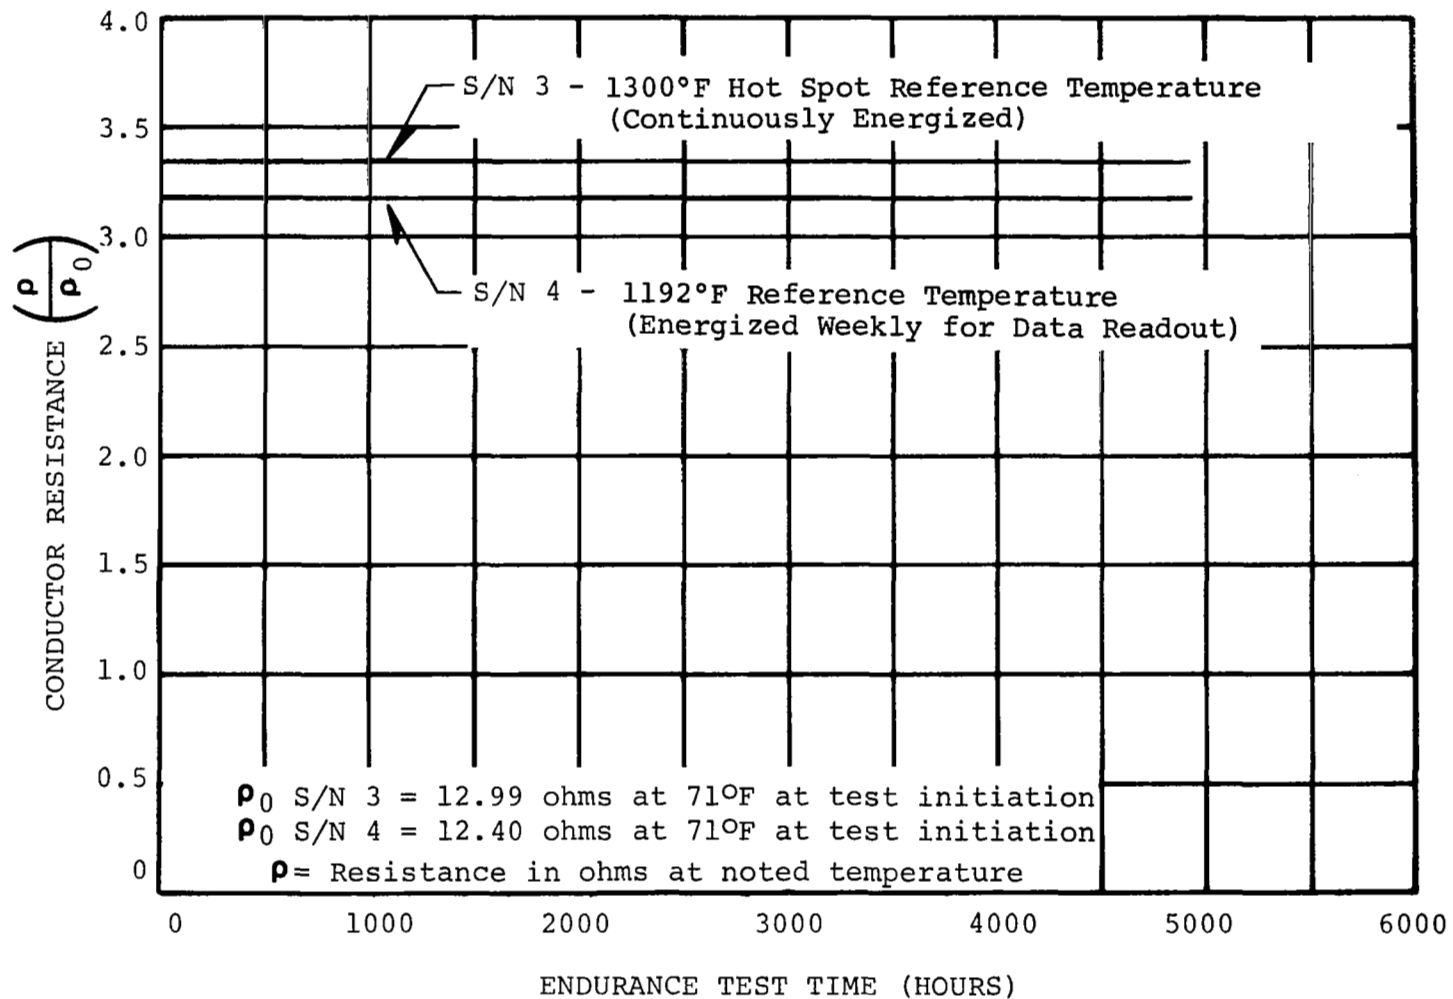 4.0
S/N 3 - 1300°F Hot Spot Reference Temperature
(Continuously Energized)
3.5
3.0
S/N 4 - 1192°F Reference Temperature
(Energized Weekly for Data Readout)
2.5
2.0
1.5
1.0
0.5
0
CONDUCTOR RESISTANCE (ρ/ρ0)
ρ0 S/N 3 = 12.99 ohms at 71°F at test initiation
ρ0 S/N 4 = 12.40 ohms at 71°F at test initiation
ρ= Resistance in ohms at noted temperature
0 1000 2000 3000 4000 5000 6000
ENDURANCE TEST TIME (HOURS)